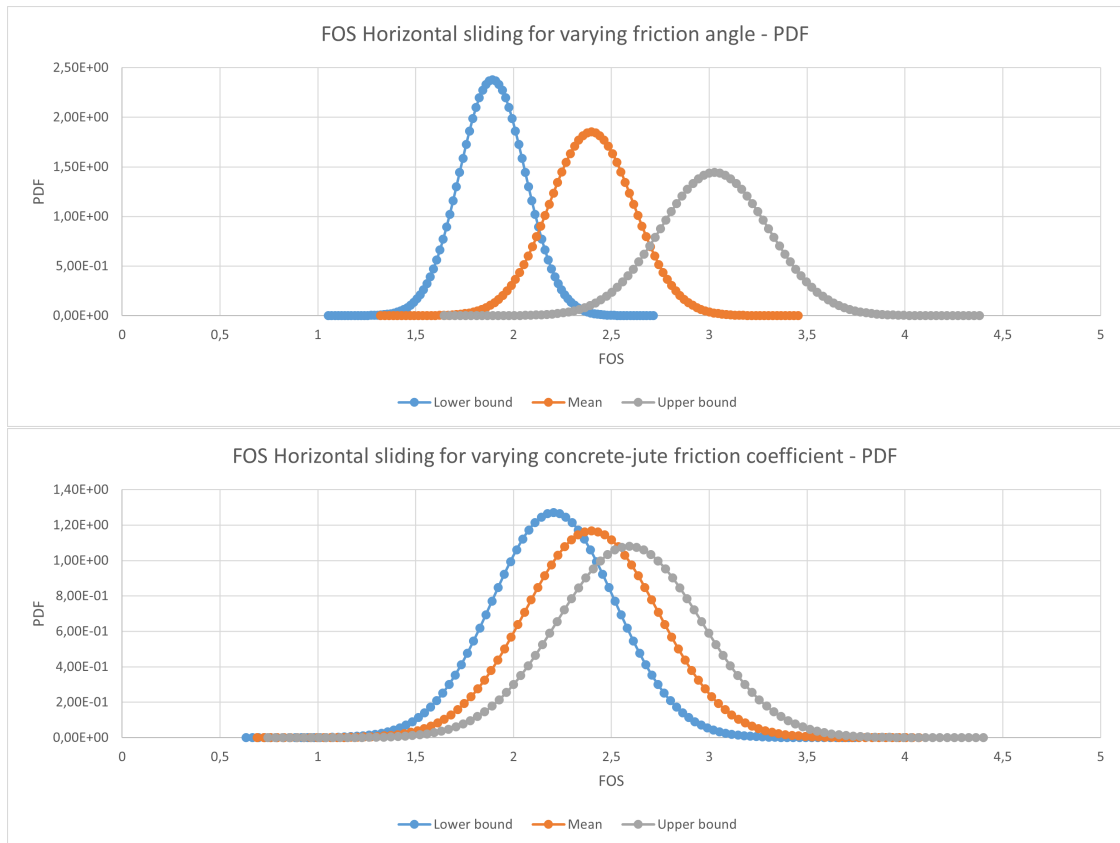 FOS Horizontal sliding for varying friction angle - PDF
2,50E+00
2,00E+00
1,50E+00
1,00E+00
5,00E-01
0,00E+00
PDF
0 0,5 1 1,5 2 2,5 3 3,5 4 4,5 5
FOS
Lower bound Mean Upper bound
FOS Horizontal sliding for varying concrete-jute friction coefficient - PDF
1,40E+00
1,20E+00
1,00E+00
8,00E-01
6,00E-01
4,00E-01
2,00E-01
0,00E+00
PDF
0 0,5 1 1,5 2 2,5 3 3,5 4 4,5 5
FOS
Lower bound Mean Upper bound